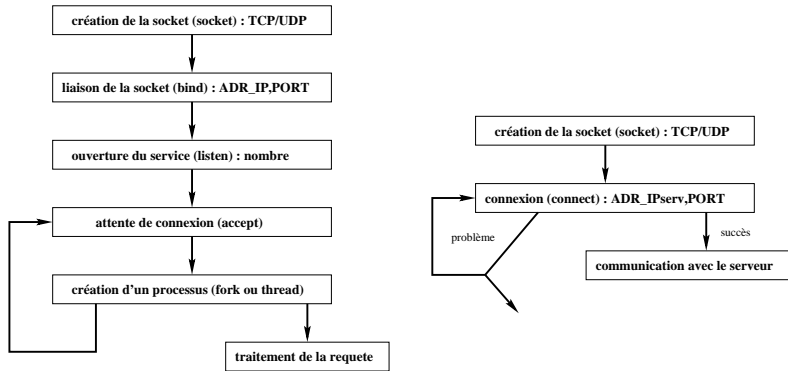 création de la socket (socket) : TCP/UDP
liaison de la socket (bind) : ADR_IP,PORT
ouverture du service (listen) : nombre
attente de connexion (accept)
création d'un processus (fork ou thread)
traitement de la requete
création de la socket (socket) : TCP/UDP
connexion (connect) : ADR_IPserv,PORT
problème
succès
communication avec le serveur